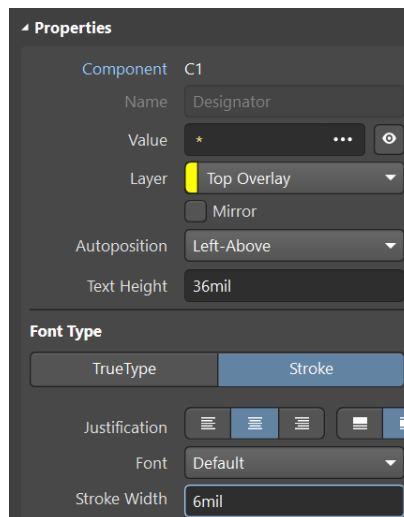 Properties
Component C1
Name Designator
Value * •••
Layer Top Overlay
Mirror
Autoposition Left-Above
Text Height 36mil
Font Type
TrueType Stroke
Justification
Font Default
Stroke Width 6mil